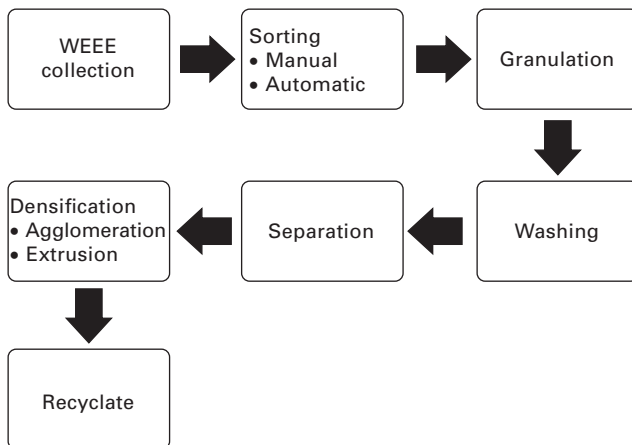 WEEE
collection
Sorting
• Manual
• Automatic
Granulation
Washing
Separation
Densification
• Agglomeration
• Extrusion
Recyclate